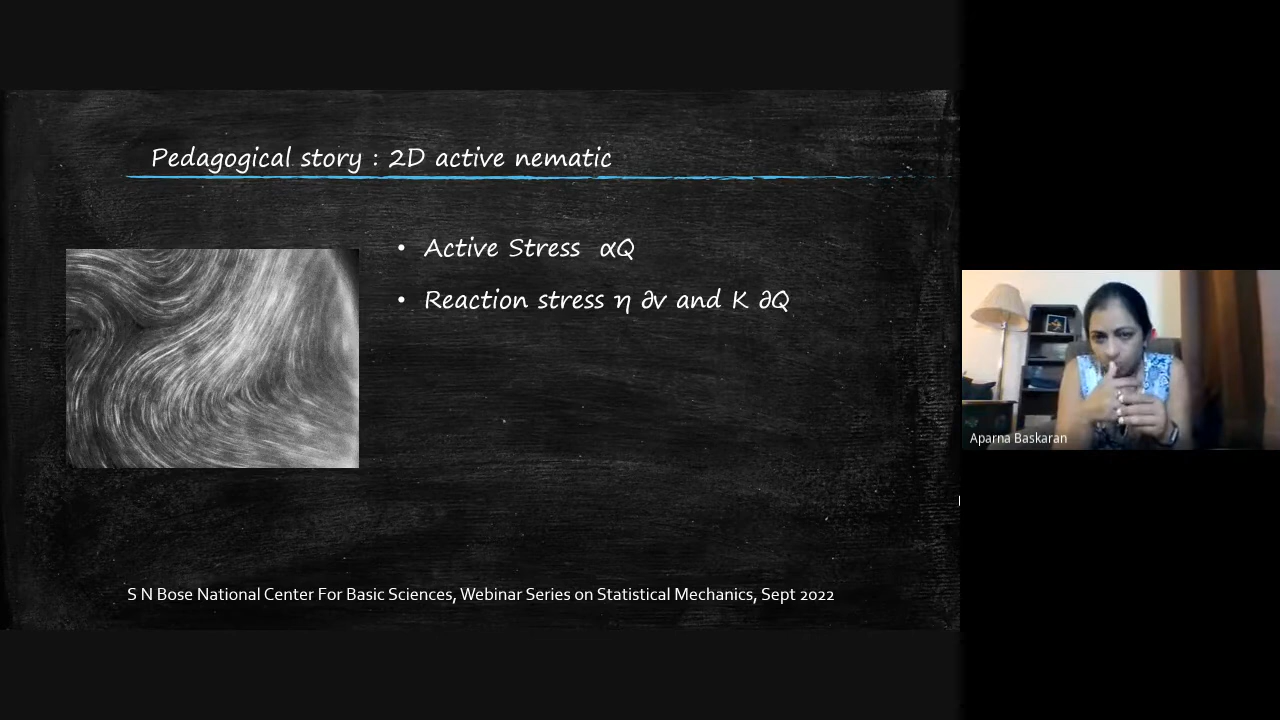 Pedagogical story : 2D active nematic
• Active Stress αQ
• Reaction stress η ∂v and K ∂Q
S N Bose National Center For Basic Sciences, Webinar Series on Statistical Mechanics, Sept 2022
Aparna Baskaran